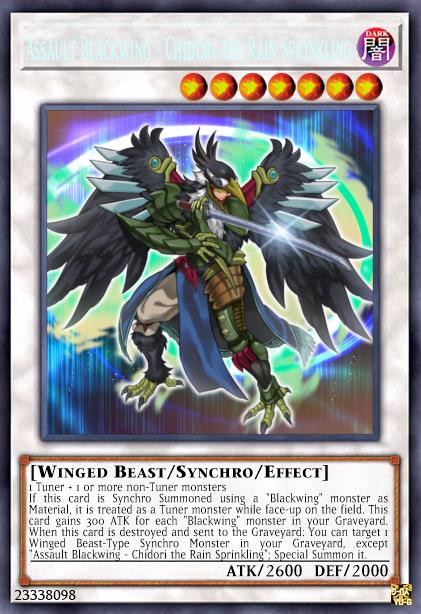 Assault Blackwing - Chidori the Rain Sprinkling
DARK
闇
[Winged Beast/Synchro/Effect]
1 Tuner + 1 or more non-Tuner monsters
If this card is Synchro Summoned using a "Blackwing" monster as
Material, it is treated as a Tuner monster while face-up on the field. This
card gains 300 ATK for each "Blackwing" monster in your Graveyard.
When this card is destroyed and sent to the Graveyard: You can target 1
Winged Beast-Type Synchro Monster in your Graveyard, except
"Assault Blackwing - Chidori the Rain Sprinkling"; Special Summon it.
ATK/2600 DEF/2000
23338098